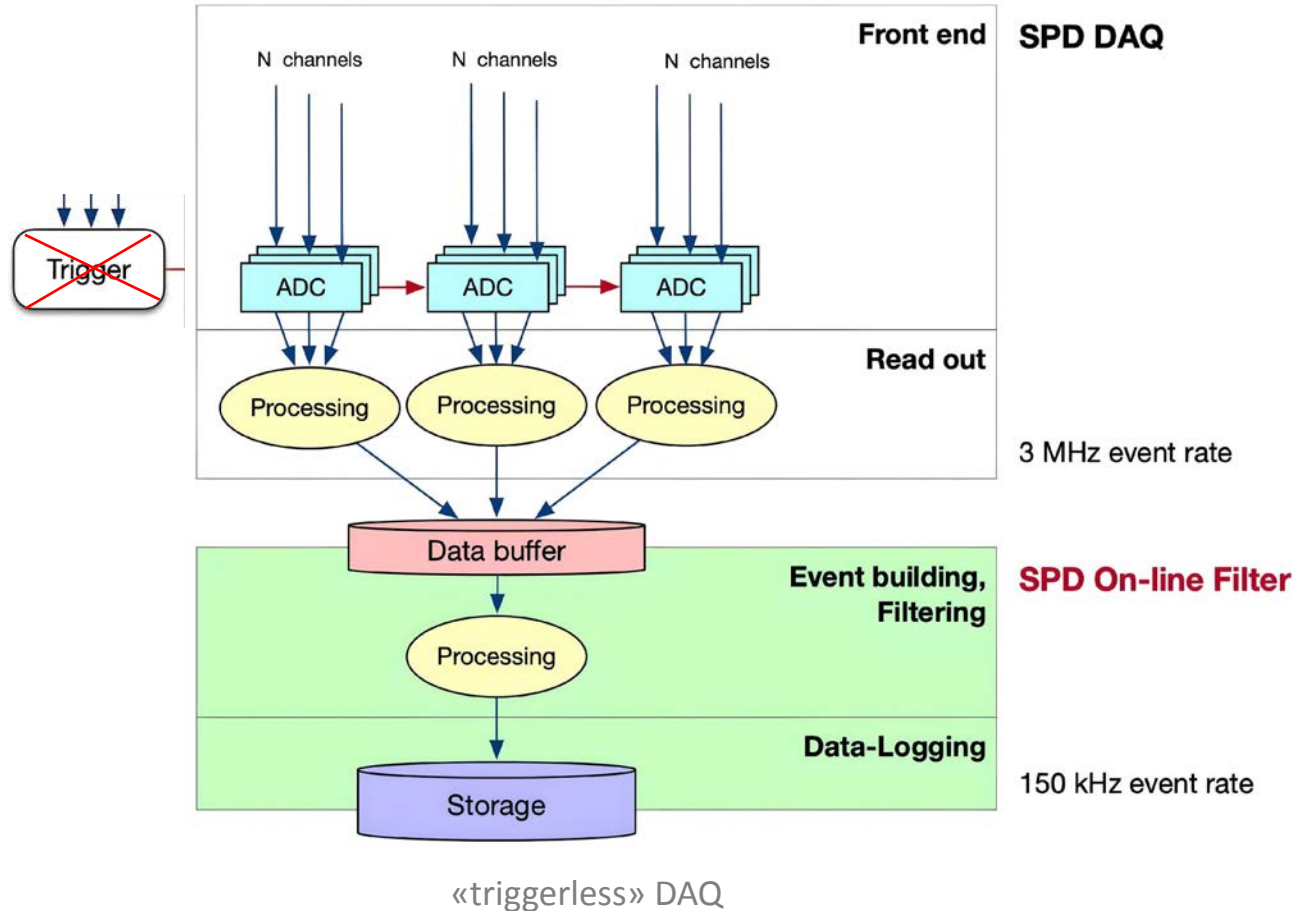 Front end
SPD DAQ
N channels
N channels
N channels
Trigger
ADC
ADC
ADC
Read out
Processing
Processing
Processing
3 MHz event rate
Data buffer
Event building,
Filtering
SPD On-line Filter
Processing
Data-Logging
150 kHz event rate
Storage
«triggerless» DAQ